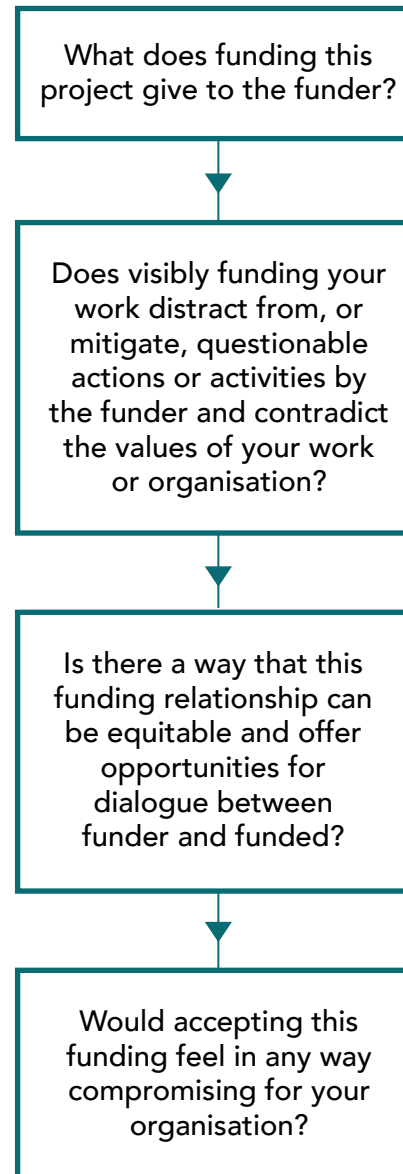 What does funding this
project give to the funder?
Does visibly funding your
work distract from, or
mitigate, questionable
actions or activities by
the funder and contradict
the values of your work
or organisation?
Is there a way that this
funding relationship can
be equitable and offer
opportunities for
dialogue between
funder and funded?
Would accepting this
funding feel in any way
compromising for your
organisation?